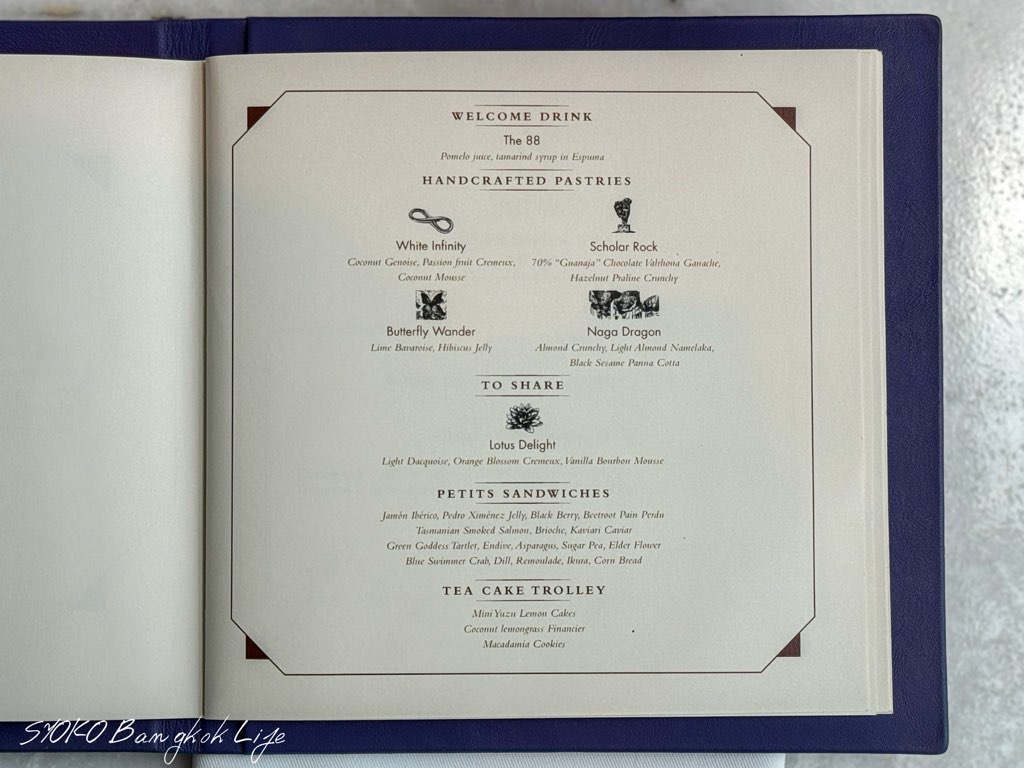 WELCOME DRINK
The 88
Pomelo juice, tamarind syrup in Espuma
HANDCRAFTED PASTRIES
White Infinity
Coconut Genoise, Passion fruit Cremeux,
Coconut Mousse
Scholar Rock
70% "Guanaja" Chocolate Valrhona Ganache,
Hazelnut Praline Crunchy
Butterfly Wander
Lime Bavaroise, Hibiscus Jelly
Naga Dragon
Almond Crunchy, Light Almond Namelaka,
Black Sesame Panna Cotta
TO SHARE
Lotus Delight
Light Dacquoise, Orange Blossom Cremeux, Vanilla Bourbon Mousse
PETITS SANDWICHES
Jamón Ibérico, Pedro Ximénez Jelly, Black Berry, Beetroot Pain Perdu
Tasmanian Smoked Salmon, Brioche, Kaviari Caviar
Green Goddess Tartlet, Endive, Asparagus, Sugar Pea, Elder Flower
Blue Swimmer Crab, Dill, Remoulade, Ikura, Corn Bread
TEA CAKE TROLLEY
Mini Yuzu Lemon Cakes
Coconut lemongrass Financier
Macadamia Cookies
SYOKO Bangkok Life